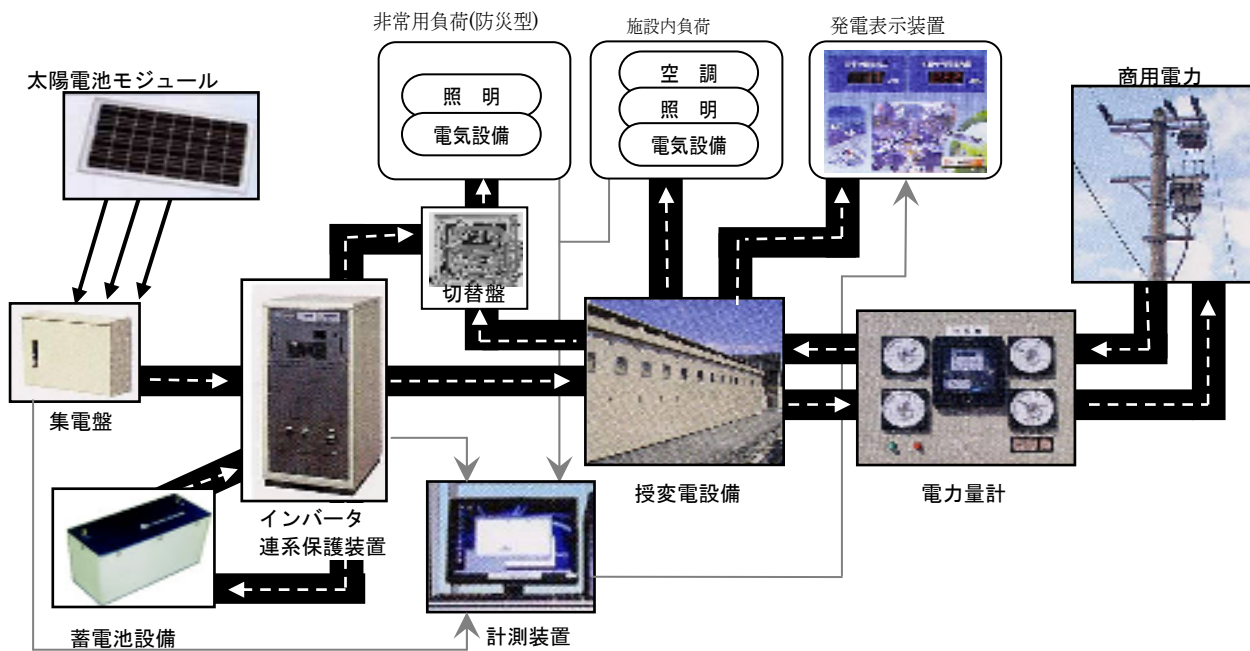 非常用負荷(防災型)
施設内負荷
発電表示装置
太陽電池モジュール
商用電力
照 明
電気設備
空 調
照 明
電気設備
切替盤
集電盤
インバータ
連系保護装置
授変電設備
電力量計
蓄電池設備
計測装置